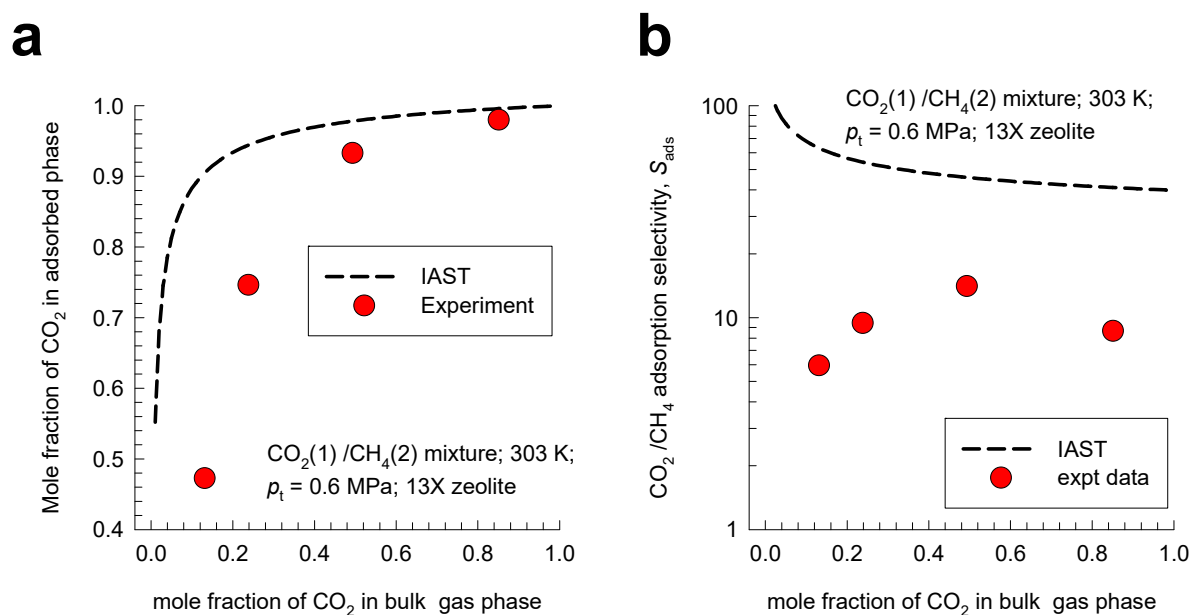 a
Mole fraction of CO₂ in adsorbed phase
1.0
0.9
0.8
0.7
0.6
0.5
0.4
IAST
Experiment
CO₂(1) /CH₄(2) mixture; 303 K;
pₜ = 0.6 MPa; 13X zeolite
0.0 0.2 0.4 0.6 0.8 1.0
mole fraction of CO₂ in bulk gas phase
b
CO₂ /CH₄ adsorption selectivity, S_ads
100
10
1
CO₂(1) /CH₄(2) mixture; 303 K;
pₜ = 0.6 MPa; 13X zeolite
IAST
expt data
0.0 0.2 0.4 0.6 0.8 1.0
mole fraction of CO₂ in bulk gas phase